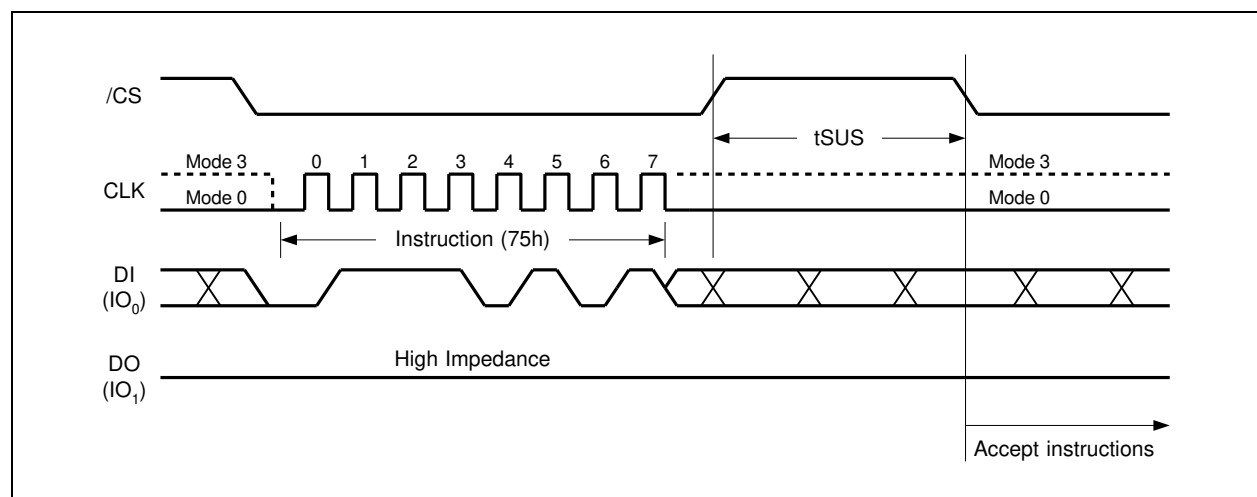 /CS
tSUS
Mode 3
0 1 2 3 4 5 6 7
Mode 3
CLK
Mode 0
Mode 0
Instruction (75h)
DI
(IO0)
High Impedance
DO
(IO1)
Accept instructions